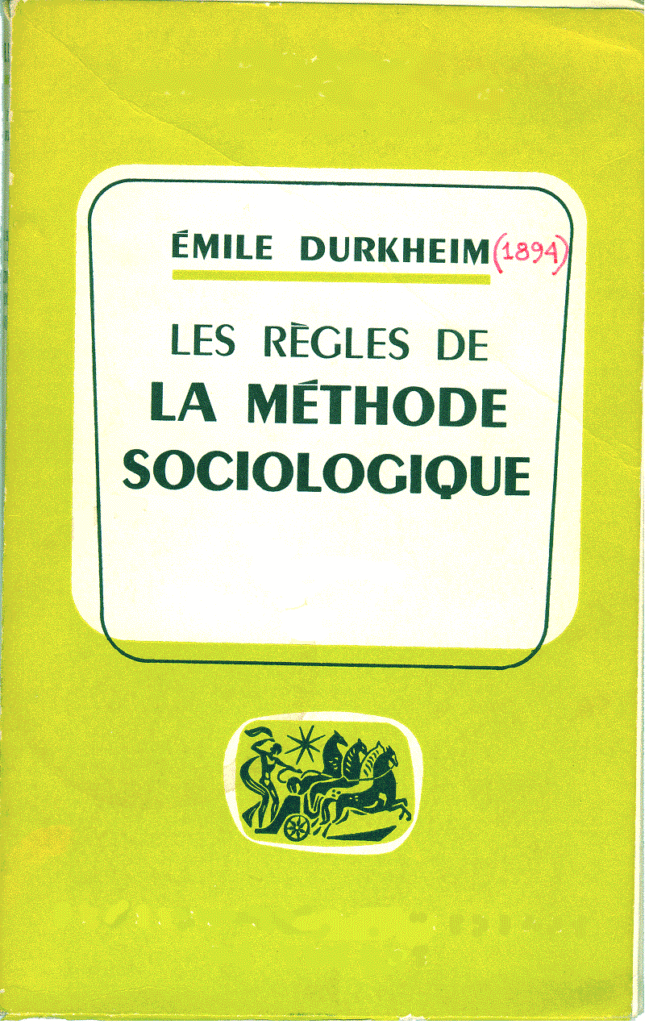 ÉMILE DURKHEIM (1894)
LES RÈGLES DE
LA MÉTHODE
SOCIOLOGIQUE